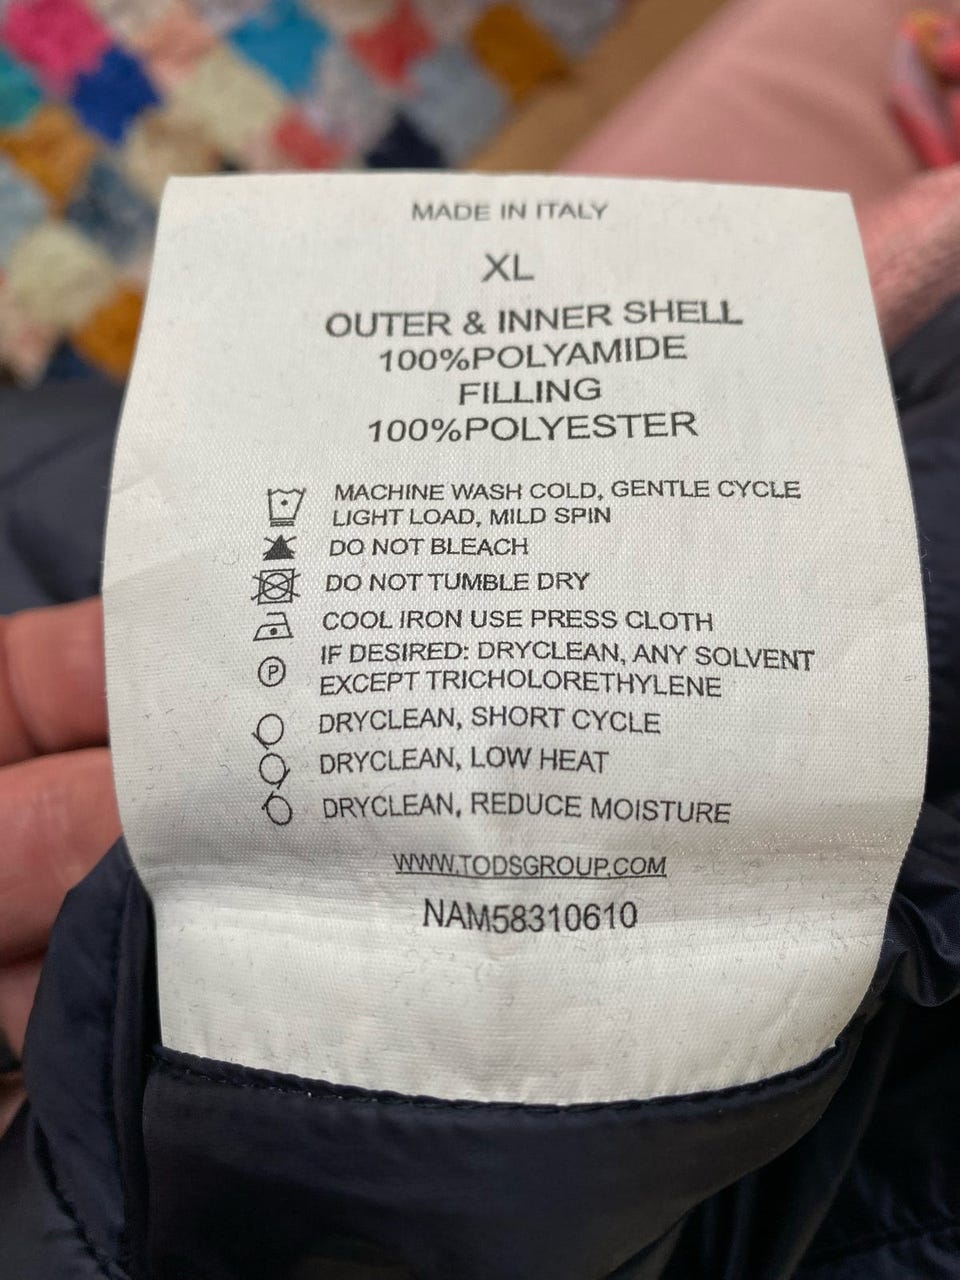 MADE IN ITALY
XL
OUTER & INNER SHELL
100%POLYAMIDE
FILLING
100%POLYESTER
MACHINE WASH COLD, GENTLE CYCLE
LIGHT LOAD, MILD SPIN
DO NOT BLEACH
DO NOT TUMBLE DRY
COOL IRON USE PRESS CLOTH
P
IF DESIRED: DRYCLEAN, ANY SOLVENT
EXCEPT TRICHOLORETHYLENE
DRYCLEAN, SHORT CYCLE
DRYCLEAN, LOW HEAT
DRYCLEAN, REDUCE MOISTURE
WWW.TODSGROUP.COM
NAM58310610